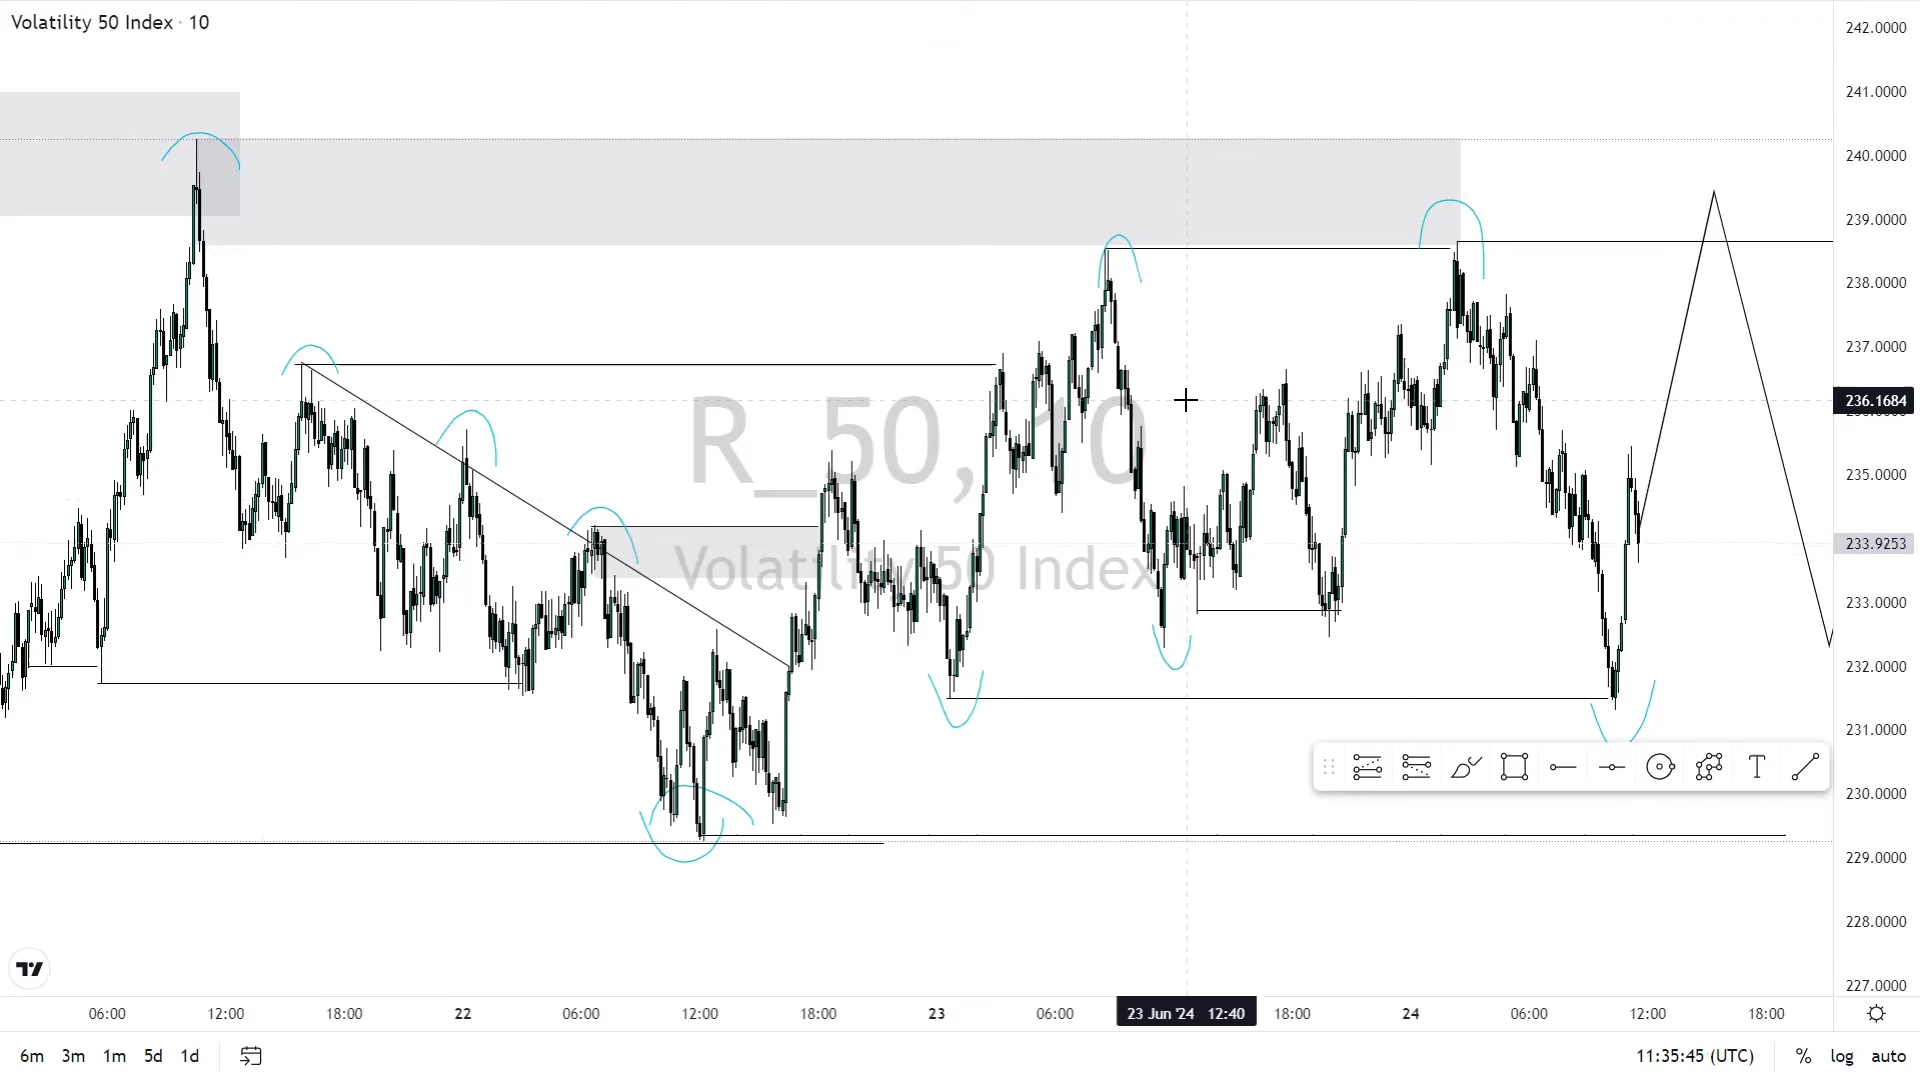 Volatility 50 Index · 10
242.0000
241.0000
240.0000
239.0000
238.0000
237.0000
236.1684
235.0000
233.9253
233.0000
232.0000
231.0000
230.0000
229.0000
228.0000
227.0000
R_50, 10
Volatility 50 Index
T
06:00 12:00 18:00 22 06:00 12:00 18:00 23 06:00 23 Jun '24 12:40 18:00 24 06:00 12:00 18:00
6m 3m 1m 5d 1d 11:35:45 (UTC) % log auto